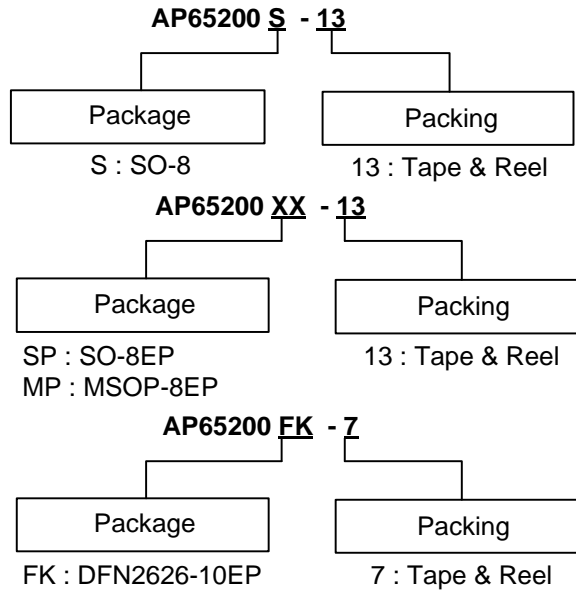 AP65200 S - 13
Package Packing
S : SO-8 13 : Tape & Reel
AP65200 XX - 13
Package Packing
SP : SO-8EP 13 : Tape & Reel
MP : MSOP-8EP
AP65200 FK - 7
Package Packing
FK : DFN2626-10EP 7 : Tape & Reel